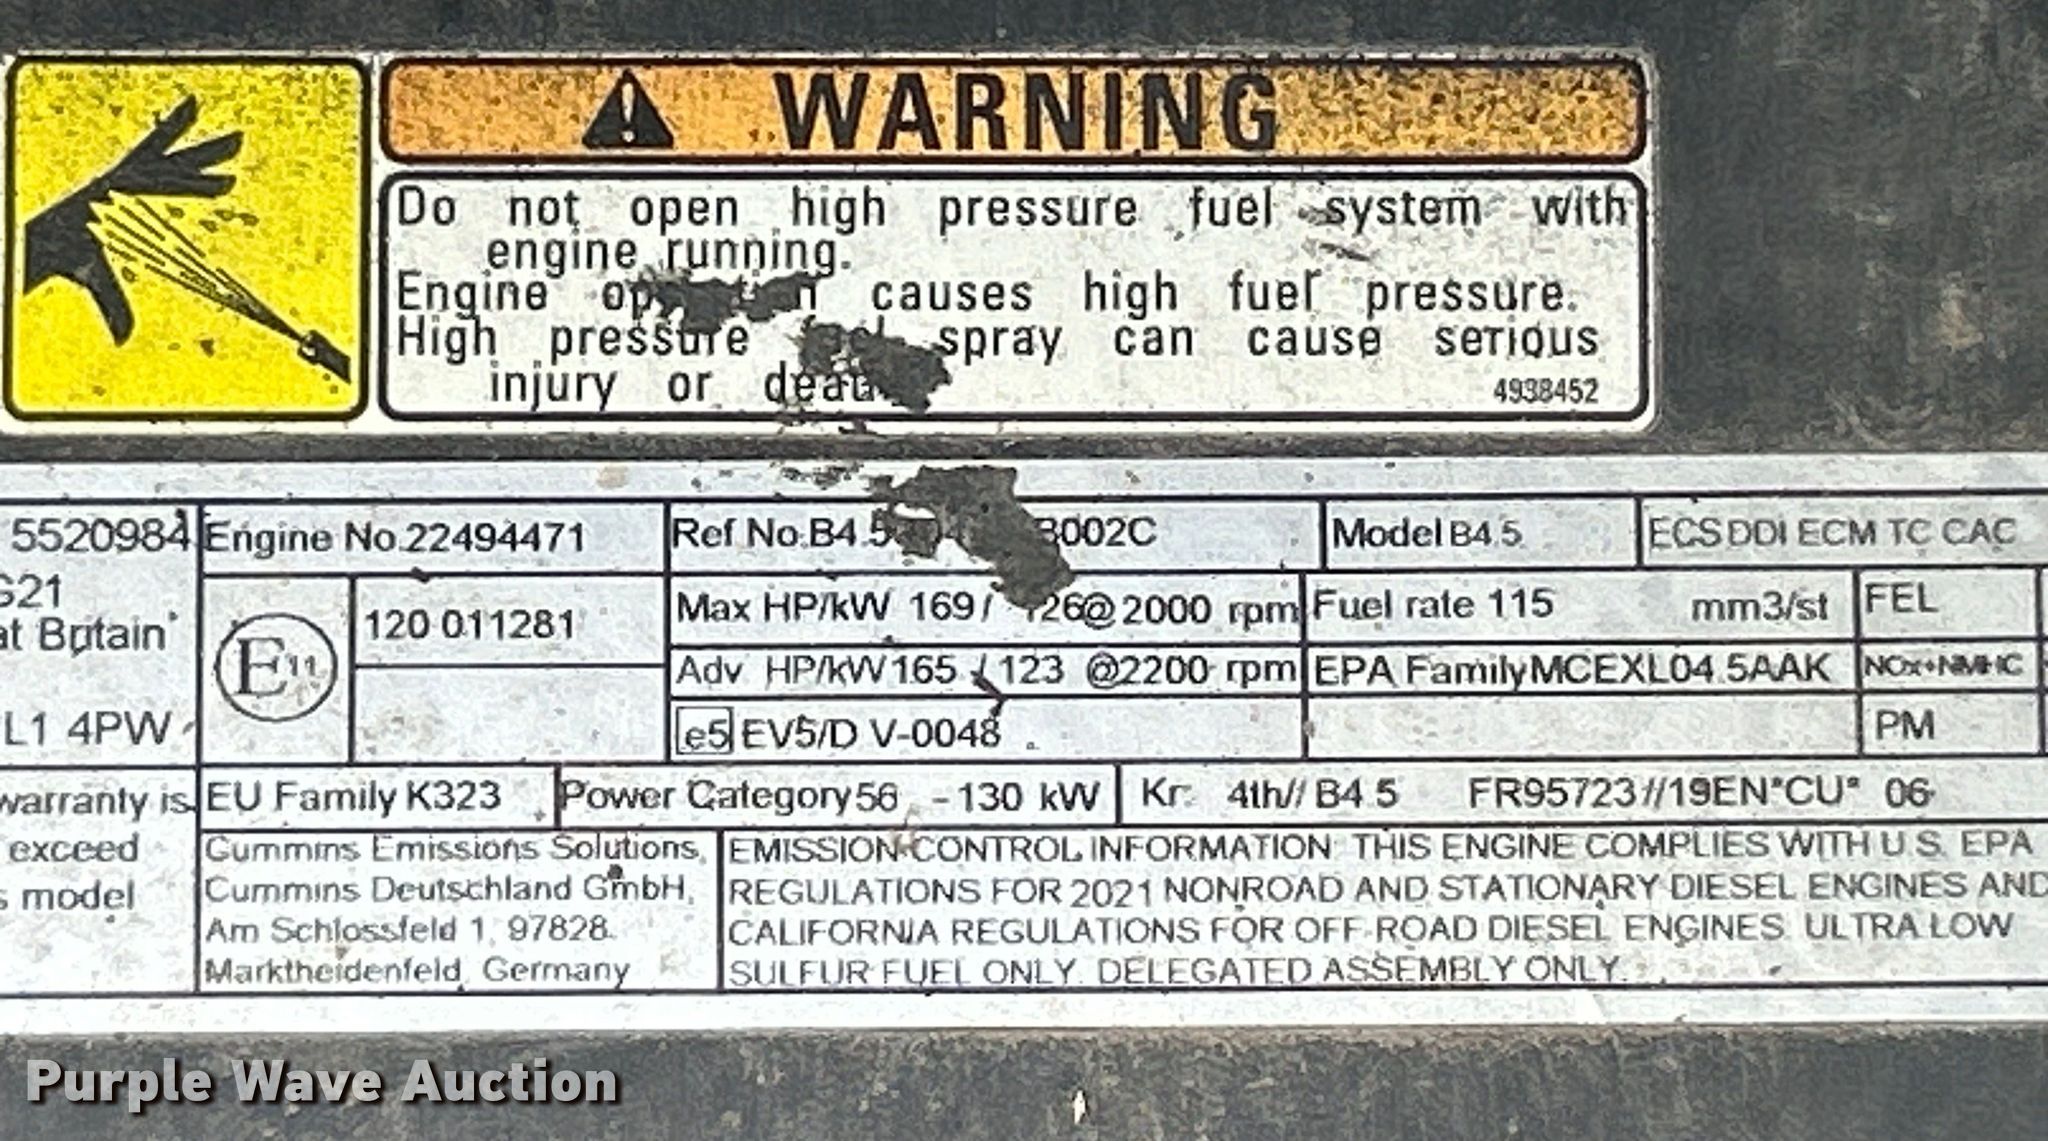 WARNING
Do not open high pressure fuel system with
engine running.
Engine causes high fuel pressure.
High pressure spray can cause serious
injury or
4938452
5520984 Engine No.22494471 Ref No.B4.5 B002C Model B4.5 ECS DDI ECM TC CAC
G21
at Britain
L1 4PW
E11
120 011281
Max HP/kW 169 / 126@ 2000 rpm Fuel rate 115 mm3/st FEL
Adv HP/kW 165 / 123 @2200 rpm EPA Family MCEXL04.5AAK NOx+NMHC
e5 EV5/D V-0048 PM
warranty is
exceed
s model
EU Family K323 Power Category 56 - 130 kW Kr. 4th// B4.5 FR95723//19EN*CU* 06
Cummins Emissions Solutions,
Cummins Deutschland GmbH,
Am Schlossfeld 1, 97828.
Marktheidenfeld, Germany
EMISSION CONTROL INFORMATION: THIS ENGINE COMPLIES WITH U.S. EPA
REGULATIONS FOR 2021 NONROAD AND STATIONARY DIESEL ENGINES AND
CALIFORNIA REGULATIONS FOR OFF-ROAD DIESEL ENGINES. ULTRA LOW
SULFUR FUEL ONLY. DELEGATED ASSEMBLY ONLY.
Purple Wave Auction